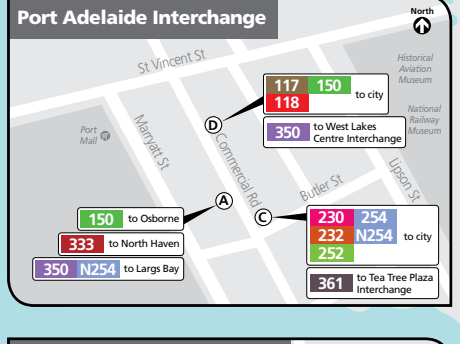 Port Adelaide Interchange
North
St Vincent St
Historical
Aviation
Museum
117 150
118
to city
D
350
to West Lakes
Centre Interchange
National
Railway
Museum
Port
Mall
Marryatt St
Commercial Rd
Butler St
Lipson St
A
C
150 to Osborne
333 to North Haven
350 N254 to Largs Bay
230 254
232 N254 to city
252
361
to Tea Tree Plaza
Interchange